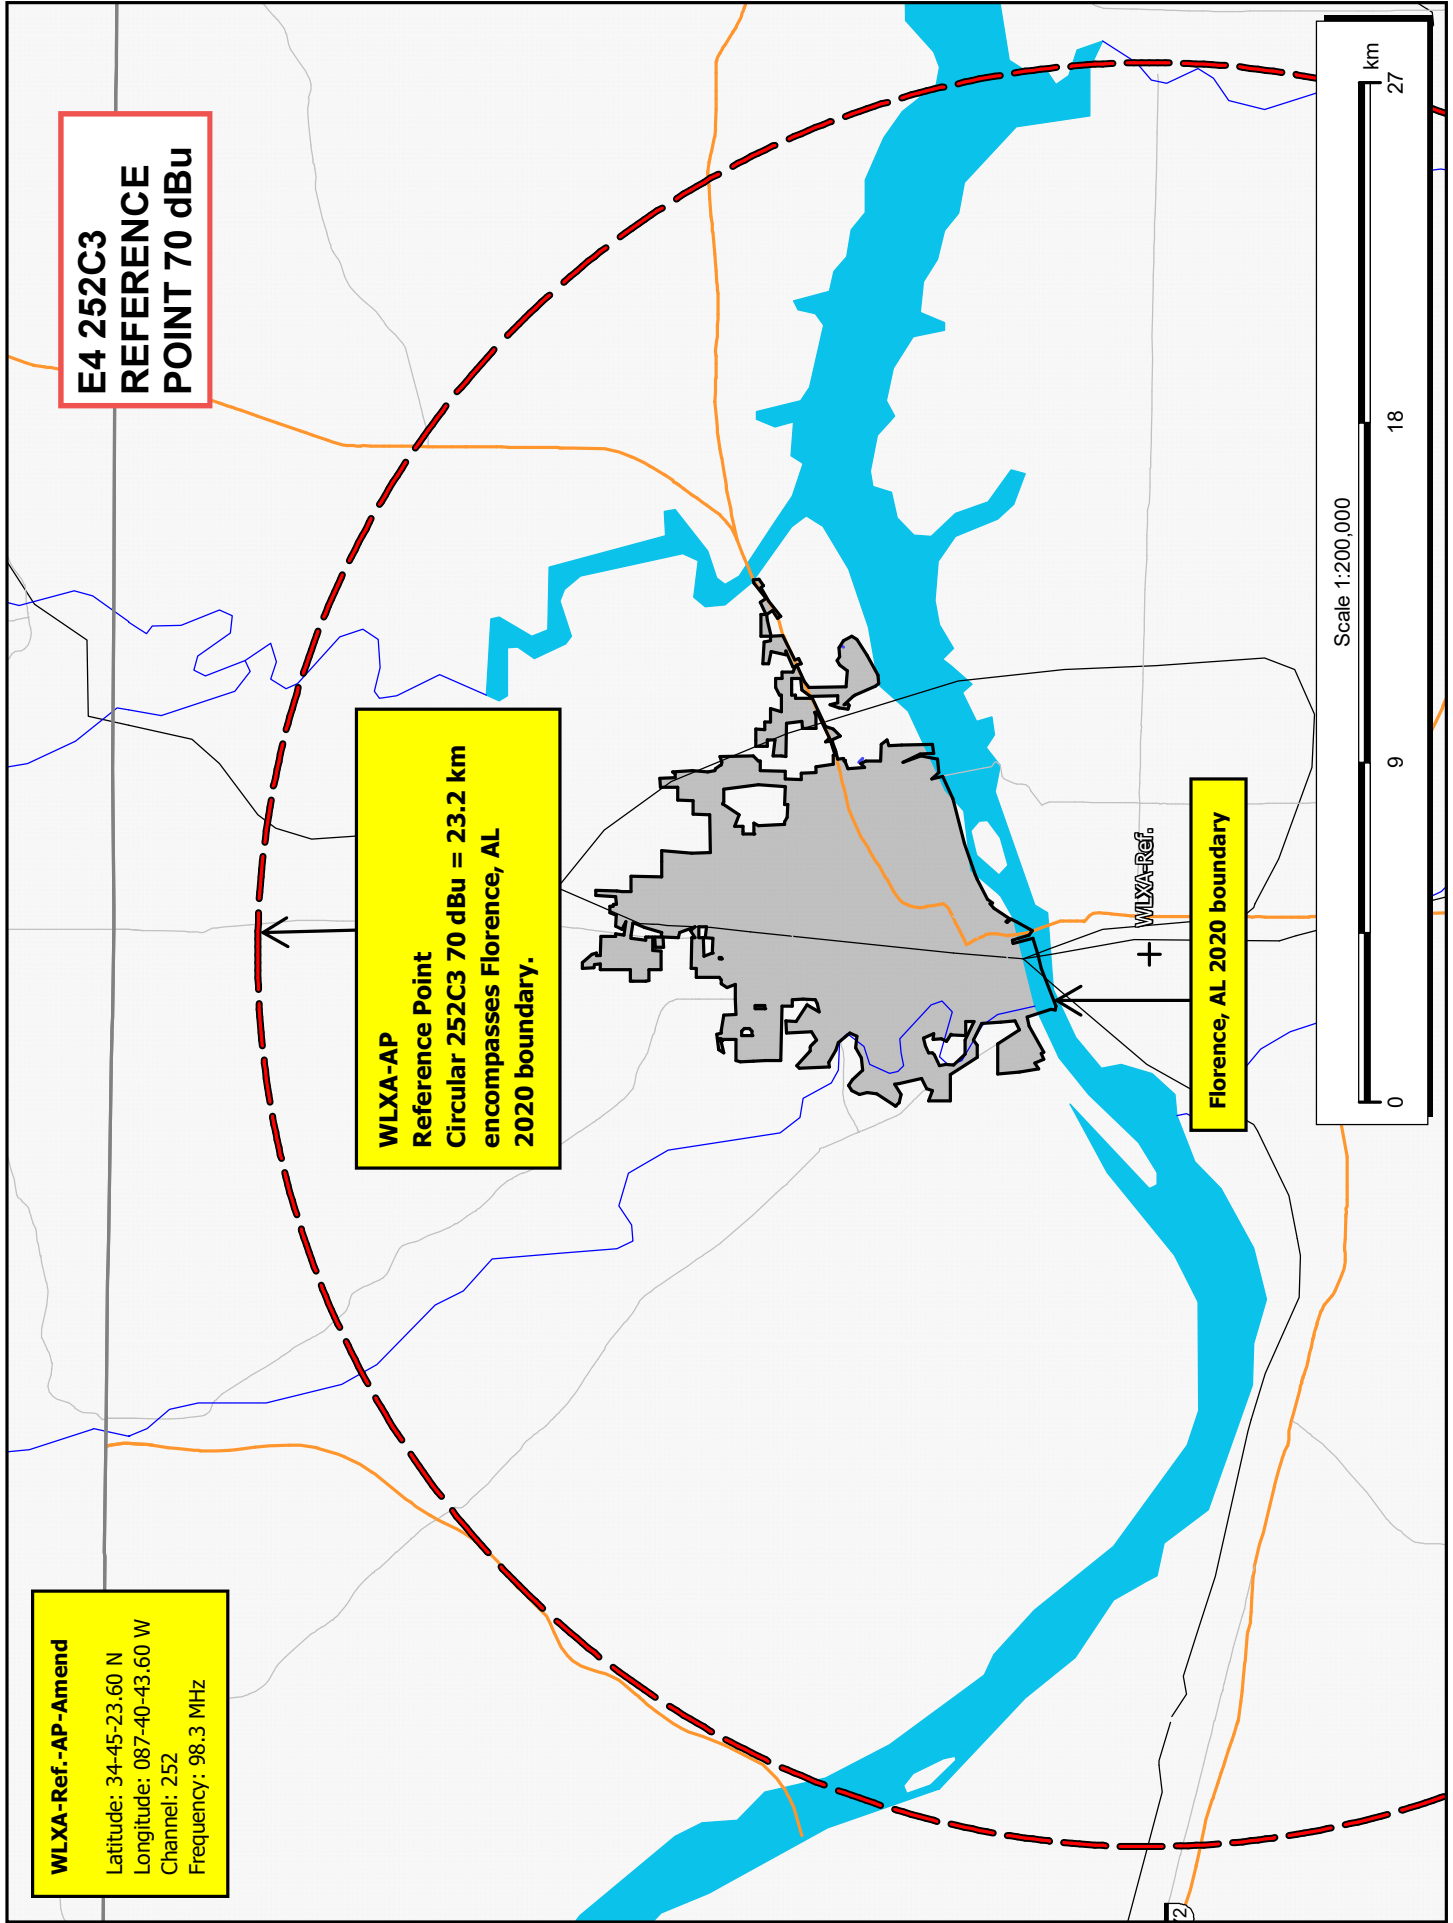 WLXA-Ref.-AP-Amend
Latitude: 34-45-23.60 N
Longitude: 087-40-43.60 W
Channel: 252
Frequency: 98.3 MHz
E4 252C3
REFERENCE
POINT 70 dBu
WLXA-AP
Reference Point
Circular 252C3 70 dBu = 23.2 km
encompasses Florence, AL
2020 boundary.
WLXA-Ref.
Florence, AL 2020 boundary
Scale 1:200,000
0 9 18 27 km